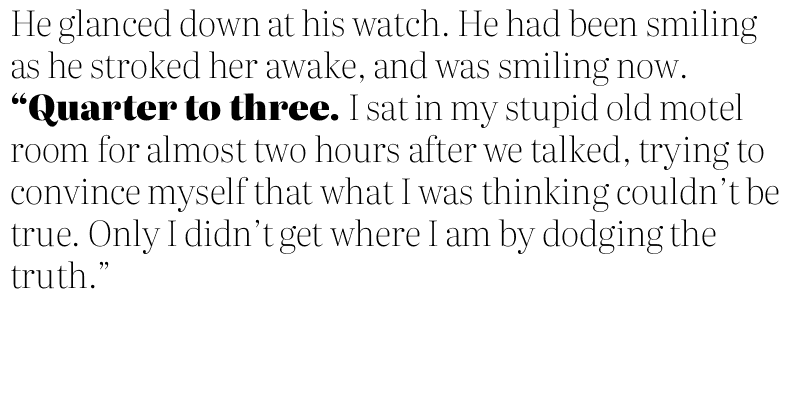 He glanced down at his watch. He had been smiling
as he stroked her awake, and was smiling now.
“Quarter to three. I sat in my stupid old motel
room for almost two hours after we talked, trying to
convince myself that what I was thinking couldn’t be
true. Only I didn’t get where I am by dodging the
truth.”